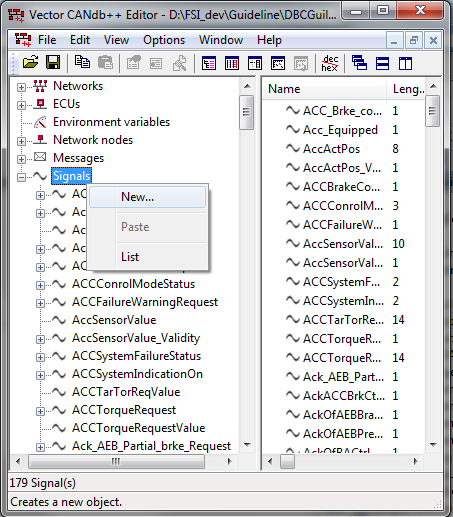 Vector CANdb++ Editor - D:\FSI_dev\Guideline\DBCGuil...
File Edit View Options Window Help
dec
hex
Networks
ECUs
Environment variables
Network nodes
Messages
Signals
AC
Acc
Ac
Ac
A
ACCConrolModeStatus
ACCFailureWarningRequest
AccSensorValue
AccSensorValue_Validity
ACCSystemFailureStatus
ACCSystemIndicationOn
ACCTarTorReqValue
ACCTorqueRequest
ACCTorqueRequestValue
Ack_AEB_Partial_brke_Request
New...
Paste
List
Name Leng...
ACC_Brke_co... 1
Acc_Equipped 1
AccActPos 8
AccActPos_V... 1
ACCBrakeCo... 1
ACCConrolM... 3
ACCFailureW... 1
AccSensorVal... 10
AccSensorVal... 1
ACCSystemF... 2
ACCSystemIn... 2
ACCTarTorRe... 14
ACCTorqueR... 1
ACCTorqueR... 14
Ack_AEB_Part... 1
AckACCBrkCt... 1
AckOfAEBBra... 1
AckOfAEBPre... 1
AckOfBACtrl... 1
179 Signal(s)
Creates a new object.